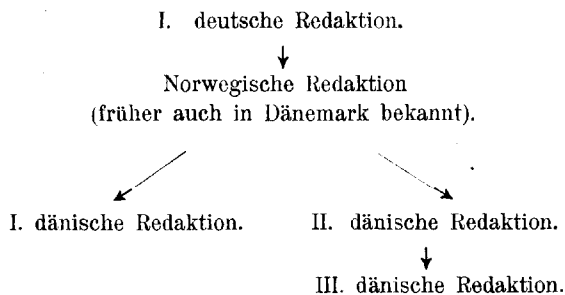 I. deutsche Redaktion.
Norwegische Redaktion
(früher auch in Dänemark bekannt).
I. dänische Redaktion.
II. dänische Redaktion.
III. dänische Redaktion.